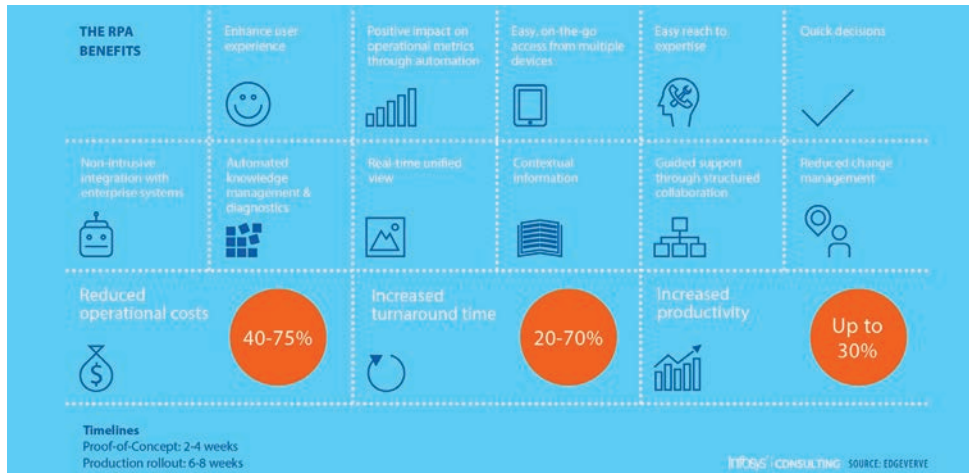 THE RPA
BENEFITS
Enhance user
experience
Positive impact on
operational metrics
through automation
Easy, on-the-go
access from multiple
devices
Easy reach to
expertise
Quick decisions
Non-intrusive
integration with
enterprise systems
Automated
knowledge
management &
diagnostics
Real-time unified
view
Contextual
information
Guided support
through structured
collaboration
Reduced change
management
Reduced
operational costs
$
40-75%
Increased
turnaround time
20-70%
Increased
productivity
Up to
30%
Timelines
Proof-of-Concept: 2-4 weeks
Production rollout: 6-8 weeks
Infosys | CONSULTING SOURCE: EDGEVERVE